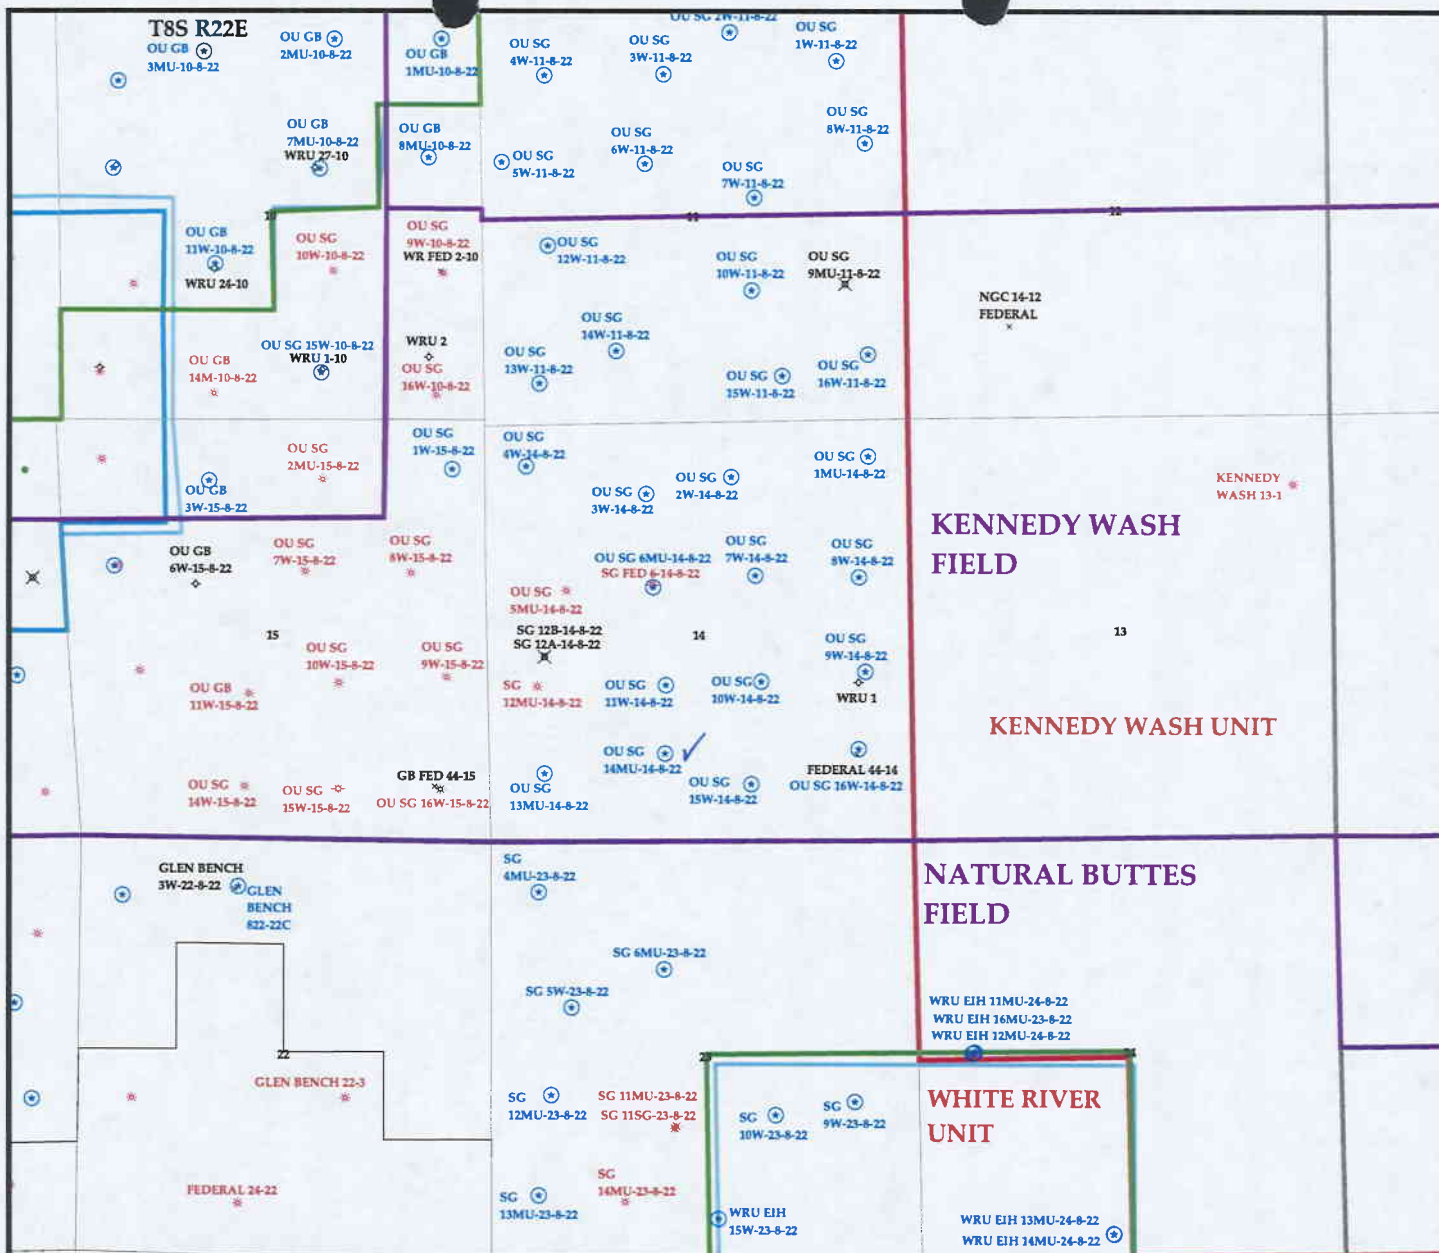 T8S R22E
OU GB
3MU-10-8-22
OU GB
2MU-10-8-22
OU GB
1MU-10-8-22
OU SG
4W-11-8-22
OU SG
3W-11-8-22
OU SG 2W-11-8-22
OU SG
1W-11-8-22
OU GB
7MU-10-8-22
WRU 27-10
OU GB
8MU-10-8-22
OU SG
5W-11-8-22
OU SG
6W-11-8-22
OU SG
7W-11-8-22
OU SG
8W-11-8-22
10
11
12
OU GB
11W-10-8-22
WRU 24-10
OU SG
10W-10-8-22
OU SG
9W-10-8-22
WR FED 2-10
OU SG
12W-11-8-22
OU SG
10W-11-8-22
OU SG
9MU-11-8-22
NGC 14-12
FEDERAL
OU GB
14M-10-8-22
OU SG 15W-10-8-22
WRU 1-10
WRU 2
OU SG
16W-10-8-22
OU SG
13W-11-8-22
OU SG
14W-11-8-22
OU SG
15W-11-8-22
OU SG
16W-11-8-22
OU GB
3W-15-8-22
OU SG
2MU-15-8-22
OU SG
1W-15-8-22
OU SG
4W-14-8-22
OU SG
3W-14-8-22
OU SG
2W-14-8-22
OU SG
1MU-14-8-22
KENNEDY
WASH 13-1
KENNEDY WASH
FIELD
OU GB
6W-15-8-22
OU SG
7W-15-8-22
OU SG
8W-15-8-22
OU SG
5MU-14-8-22
OU SG 6MU-14-8-22
SG FED 6-14-8-22
OU SG
7W-14-8-22
OU SG
8W-14-8-22
15
SG 12B-14-8-22
SG 12A-14-8-22
14
13
OU GB
11W-15-8-22
OU SG
10W-15-8-22
OU SG
9W-15-8-22
SG
12MU-14-8-22
OU SG
11W-14-8-22
OU SG
10W-14-8-22
OU SG
9W-14-8-22
WRU 1
KENNEDY WASH UNIT
OU SG
14W-15-8-22
OU SG
15W-15-8-22
GB FED 44-15
OU SG 16W-15-8-22
OU SG
13MU-14-8-22
OU SG
14MU-14-8-22
OU SG
15W-14-8-22
FEDERAL 44-14
OU SG 16W-14-8-22
GLEN BENCH
3W-22-8-22
GLEN
BENCH
822-22C
SG
4MU-23-8-22
NATURAL BUTTES
FIELD
SG 6MU-23-8-22
SG 5W-23-8-22
WRU EIH 11MU-24-8-22
WRU EIH 16MU-23-8-22
WRU EIH 12MU-24-8-22
22
23
24
GLEN BENCH 22-3
SG
12MU-23-8-22
SG 11MU-23-8-22
SG 11SG-23-8-22
SG
10W-23-8-22
SG
9W-23-8-22
WHITE RIVER
UNIT
FEDERAL 24-22
SG
13MU-23-8-22
SG
14MU-23-8-22
WRU EIH
15W-23-8-22
WRU EIH 13MU-24-8-22
WRU EIH 14MU-24-8-22